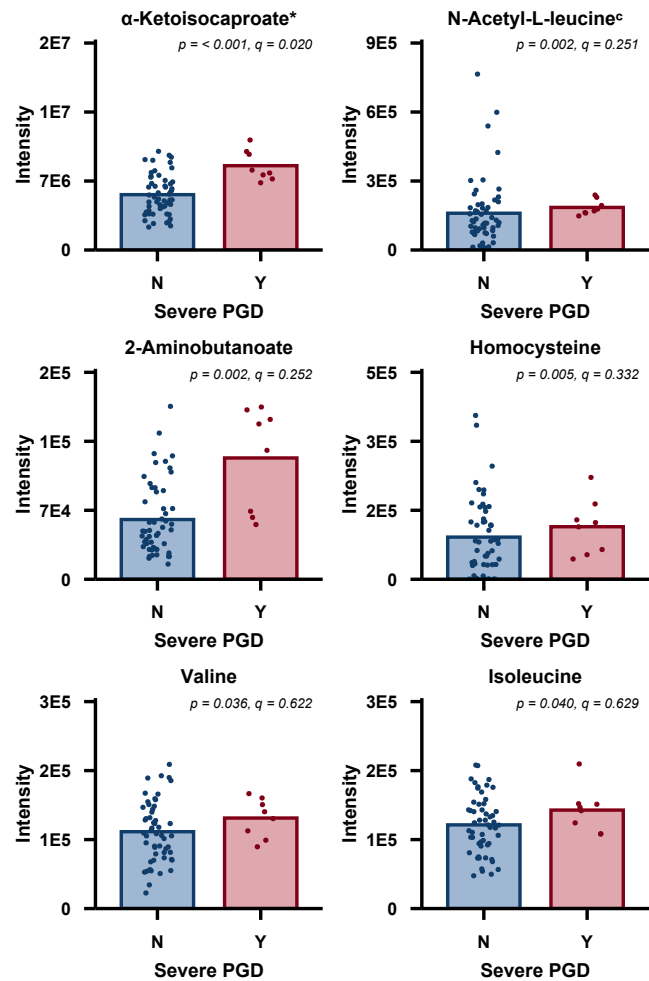 α-Ketoisocaproate*
p = < 0.001, q = 0.020
Intensity
2E7
1E7
7E6
0
N
Y
Severe PGD
N-Acetyl-L-leucineᶜ
p = 0.002, q = 0.251
Intensity
9E5
6E5
3E5
0
N
Y
Severe PGD
2-Aminobutanoate
p = 0.002, q = 0.252
Intensity
2E5
1E5
7E4
0
N
Y
Severe PGD
Homocysteine
p = 0.005, q = 0.332
Intensity
5E5
3E5
2E5
0
N
Y
Severe PGD
Valine
p = 0.036, q = 0.622
Intensity
3E5
2E5
1E5
0
N
Y
Severe PGD
Isoleucine
p = 0.040, q = 0.629
Intensity
3E5
2E5
1E5
0
N
Y
Severe PGD